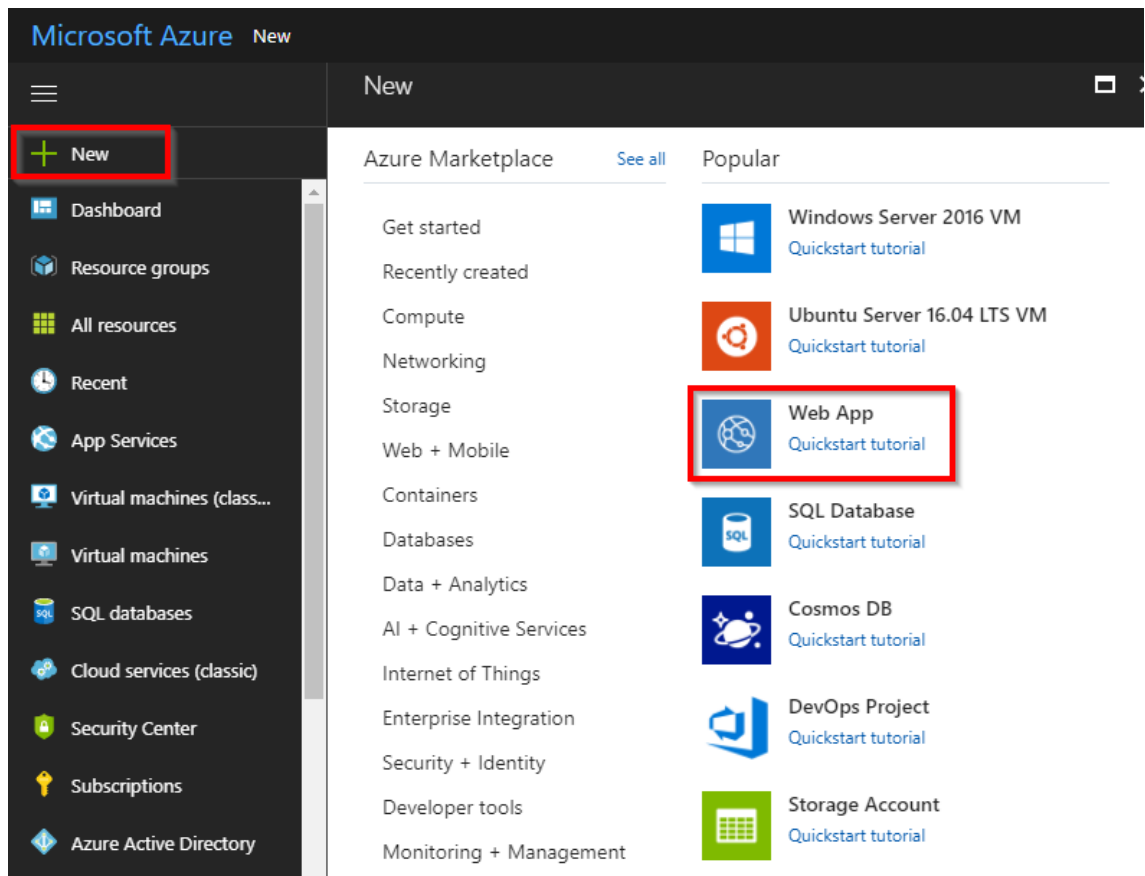 Microsoft Azure New
New
Dashboard
Resource groups
All resources
Recent
App Services
Virtual machines (class...
Virtual machines
SQL databases
SQL
Cloud services (classic)
Security Center
Subscriptions
Azure Active Directory
New
Azure Marketplace See all
Get started
Recently created
Compute
Networking
Storage
Web + Mobile
Containers
Databases
Data + Analytics
AI + Cognitive Services
Internet of Things
Enterprise Integration
Security + Identity
Developer tools
Monitoring + Management
Popular
Windows Server 2016 VM
Quickstart tutorial
Ubuntu Server 16.04 LTS VM
Quickstart tutorial
Web App
Quickstart tutorial
SQL
SQL Database
Quickstart tutorial
Cosmos DB
Quickstart tutorial
DevOps Project
Quickstart tutorial
Storage Account
Quickstart tutorial